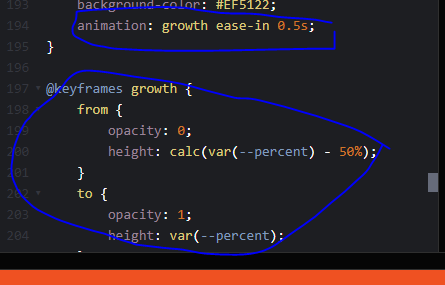 193 background-color: #EF5122;
194 animation: growth ease-in 0.5s;
195 }
196
197 @keyframes growth {
198 from {
199 opacity: 0;
200 height: calc(var(--percent) - 50%);
201 }
202 to {
203 opacity: 1;
204 height: var(--percent);